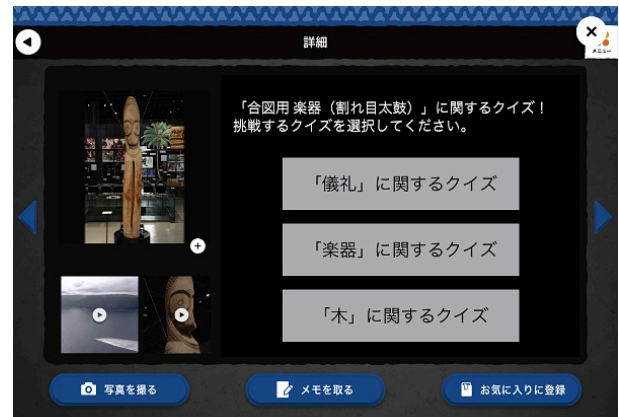 詳細
メニュー
「合図用 楽器（割れ目太鼓）」に関するクイズ！
挑戦するクイズを選択してください。
「儀礼」に関するクイズ
「楽器」に関するクイズ
「木」に関するクイズ
写真を撮る
メモを取る
お気に入りに登録